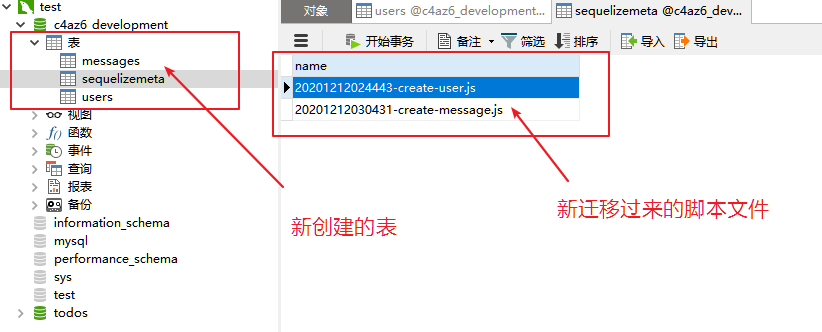 test
c4az6_development
表
messages
sequelizemeta
users
视图
函数
事件
查询
报表
备份
information_schema
mysql
performance_schema
sys
test
todos
对象
users @c4az6_development...
sequelizemeta @c4az6_dev...
开始事务
备注
筛选
排序
导入
导出
name
20201212024443-create-user.js
20201212030431-create-message.js
新创建的表
新迁移过来的脚本文件